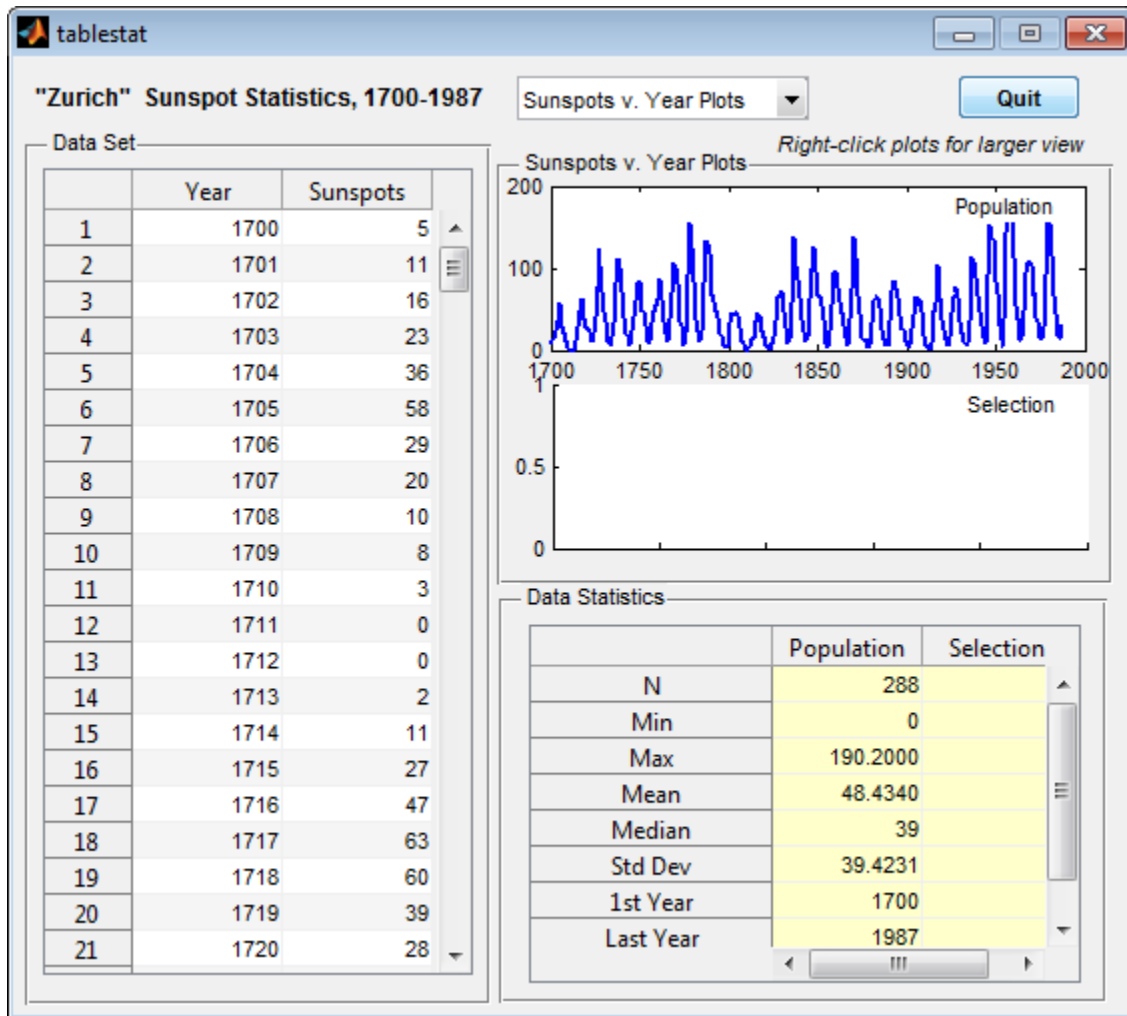 tablestat
"Zurich" Sunspot Statistics, 1700-1987
Sunspots v. Year Plots
Quit
Right-click plots for larger view
Data Set
Year Sunspots
1 1700 5
2 1701 11
3 1702 16
4 1703 23
5 1704 36
6 1705 58
7 1706 29
8 1707 20
9 1708 10
10 1709 8
11 1710 3
12 1711 0
13 1712 0
14 1713 2
15 1714 11
16 1715 27
17 1716 47
18 1717 63
19 1718 60
20 1719 39
21 1720 28
Sunspots v. Year Plots
200
Population
100
0
1700 1750 1800 1850 1900 1950 2000
1
Selection
0.5
0
Data Statistics
Population Selection
N 288
Min 0
Max 190.2000
Mean 48.4340
Median 39
Std Dev 39.4231
1st Year 1700
Last Year 1987